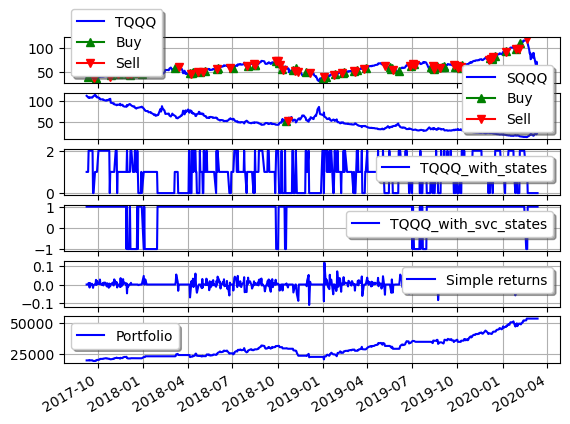 TQQQ
Buy
Sell
100
50
SQQQ
Buy
Sell
100
50
2
TQQQ_with_states
0
1
0
TQQQ_with_svc_states
−1
0.1
0.0
Simple returns
−0.1
50000
Portfolio
25000
2017-10
2018-01
2018-04
2018-07
2018-10
2019-01
2019-04
2019-07
2019-10
2020-01
2020-04